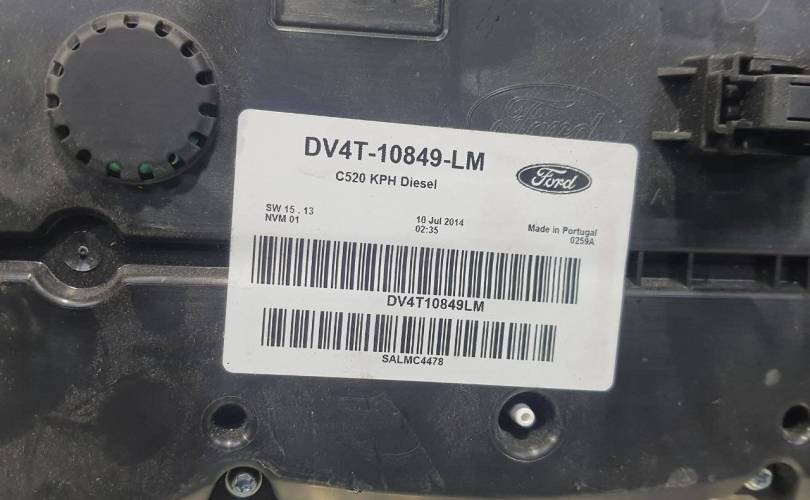 Ford
DV4T-10849-LM
C520 KPH Diesel
Ford
SW 15 . 13
NVM 01
10 Jul 2014
02:35
Made in Portugal
0259A
DV4T10849LM
SALMC4478